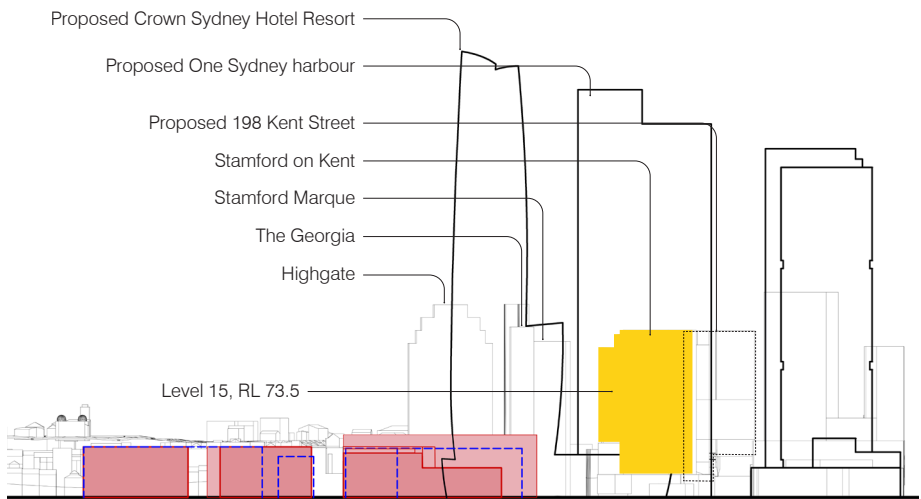 Proposed Crown Sydney Hotel Resort
Proposed One Sydney harbour
Proposed 198 Kent Street
Stamford on Kent
Stamford Marque
The Georgia
Highgate
Level 15, RL 73.5